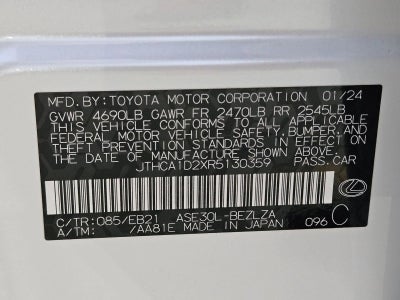 MFD.BY:TOYOTA MOTOR CORPORATION 01/24
GVWR 4690LB GAWR FR 2470LB RR 2545LB
THIS VEHICLE CONFORMS TO ALL APPLICABLE
FEDERAL MOTOR VEHICLE SAFETY, BUMPER, AND
THEFT PREVENTION STANDARDS IN EFFECT
ON THE DATE OF MANUFACTURE SHOWN ABOVE.
JTHCA1D2XR5130359 PASS.CAR
C/TR:085/EB21 ASE30L-BEZLZA
A/TM: /AA81E MADE IN JAPAN 096 C